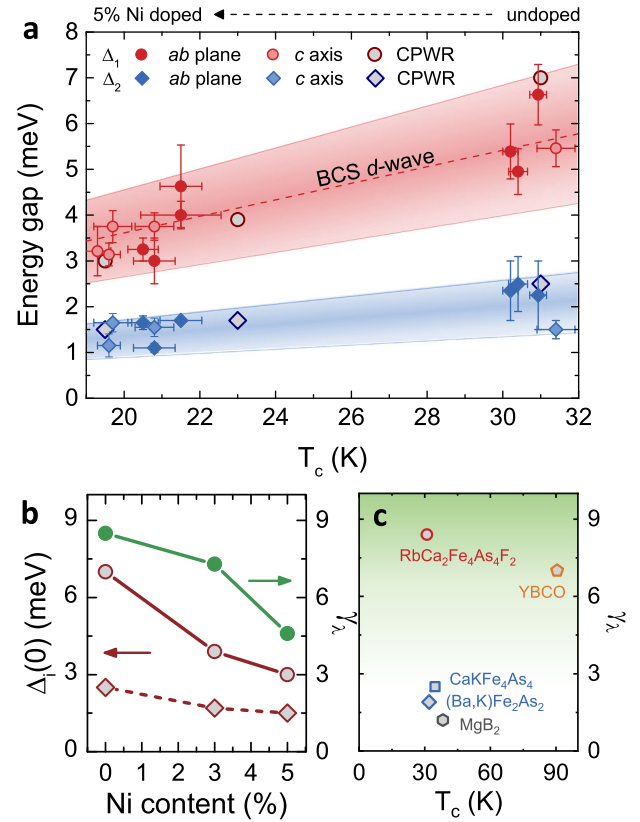 5% Ni doped undoped
a
Δ1 ab plane c axis CPWR
Δ2 ab plane c axis CPWR
BCS d-wave
Energy gap (meV)
8
7
6
5
4
3
2
1
0
20 22 24 26 28 30 32
Tc (K)
b
Δi(0) (meV)
9
6
3
0
0 1 2 3 4 5
Ni content (%)
9
6
3
0
γλ
c
RbCa2Fe4As4F2
YBCO
CaKFe4As4
(Ba,K)Fe2As2
MgB2
0 30 60 90
Tc (K)
9
6
3
0
γλ